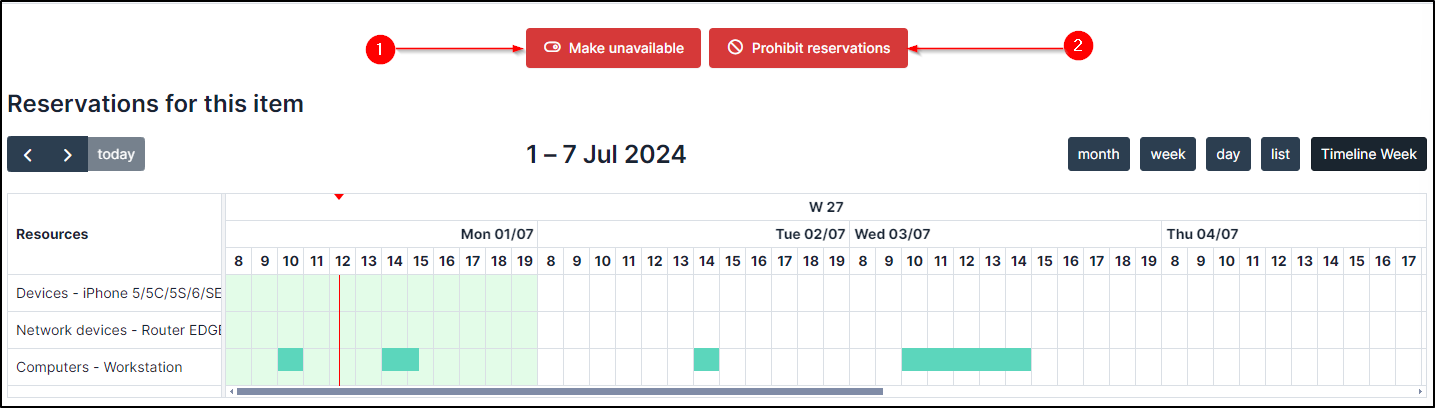 1 Make unavailable Prohibit reservations 2
Reservations for this item
today 1 – 7 Jul 2024 month week day list Timeline Week
W 27
Resources Mon 01/07 Tue 02/07 Wed 03/07 Thu 04/07
8 9 10 11 12 13 14 15 16 17 18 19 8 9 10 11 12 13 14 15 16 17 18 19 8 9 10 11 12 13 14 15 16 17 18 19 8 9 10 11 12 13 14 15 16 17
Devices - iPhone 5/5C/5S/6/SE
Network devices - Router EDGE
Computers - Workstation